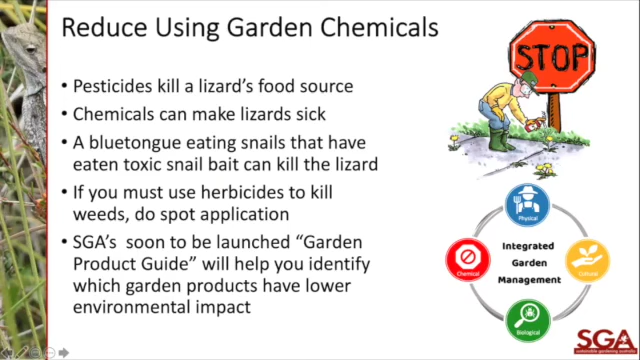 Reduce Using Garden Chemicals
• Pesticides kill a lizard's food source
• Chemicals can make lizards sick
• A bluetongue eating snails that have
eaten toxic snail bait can kill the lizard
• If you must use herbicides to kill
weeds, do spot application
• SGA's soon to be launched "Garden
Product Guide" will help you identify
which garden products have lower
environmental impact
STOP
Physical
Chemical
Integrated
Garden
Management
Cultural
Biological
SGA
sustainable gardening australia